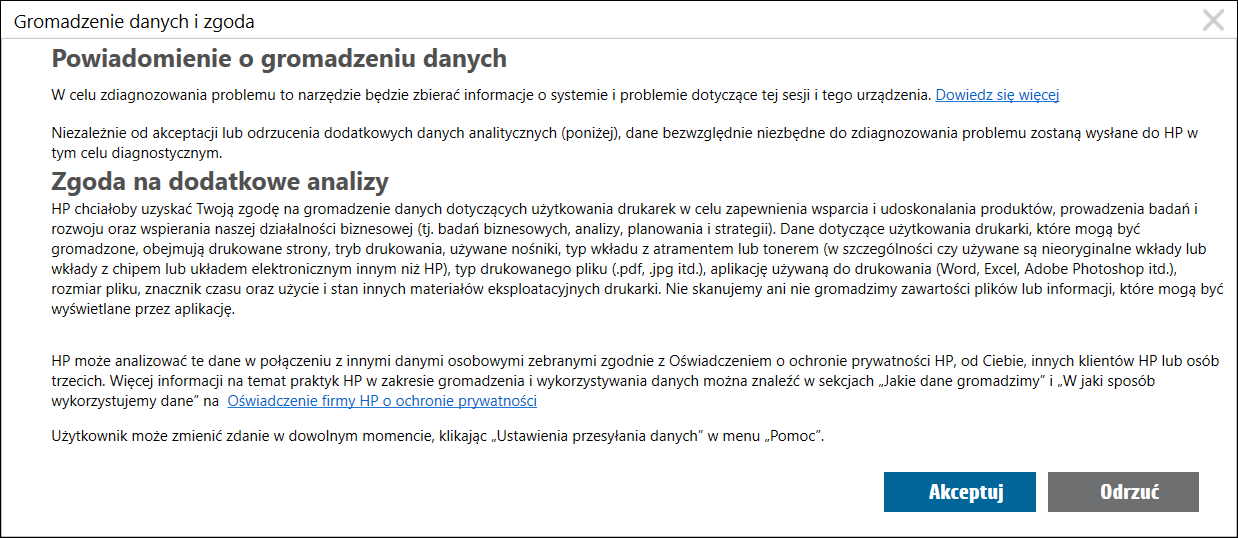 Gromadzenie danych i zgoda
Powiadomienie o gromadzeniu danych
W celu zdiagnozowania problemu to narzędzie będzie zbierać informacje o systemie i problemie dotyczące tej sesji i tego urządzenia. Dowiedz się więcej
Niezależnie od akceptacji lub odrzucenia dodatkowych danych analitycznych (poniżej), dane bezwzględnie niezbędne do zdiagnozowania problemu zostaną wysłane do HP w
tym celu diagnostycznym.
Zgoda na dodatkowe analizy
HP chciałoby uzyskać Twoją zgodę na gromadzenie danych dotyczących użytkowania drukarek w celu zapewnienia wsparcia i udoskonalania produktów, prowadzenia badań i
rozwoju oraz wspierania naszej działalności biznesowej (tj. badań biznesowych, analizy, planowania i strategii). Dane dotyczące użytkowania drukarki, które mogą być
gromadzone, obejmują drukowane strony, tryb drukowania, używane nośniki, typ wkładu z atramentem lub tonerem (w szczególności czy używane są nieoryginalne wkłady lub
wkłady z chipem lub układem elektronicznym innym niż HP), typ drukowanego pliku (.pdf, .jpg itd.), aplikację używaną do drukowania (Word, Excel, Adobe Photoshop itd.),
rozmiar pliku, znacznik czasu oraz użycie i stan innych materiałów eksploatacyjnych drukarki. Nie skanujemy ani nie gromadzimy zawartości plików lub informacji, które mogą być
wyświetlane przez aplikację.
HP może analizować te dane w połączeniu z innymi danymi osobowymi zebranymi zgodnie z Oświadczeniem o ochronie prywatności HP, od Ciebie, innych klientów HP lub osób
trzecich. Więcej informacji na temat praktyk HP w zakresie gromadzenia i wykorzystywania danych można znaleźć w sekcjach „Jakie dane gromadzimy” i „W jaki sposób
wykorzystujemy dane” na Oświadczenie firmy HP o ochronie prywatności
Użytkownik może zmienić zdanie w dowolnym momencie, klikając „Ustawienia przesyłania danych” w menu „Pomoc”.
Akceptuj Odrzuć